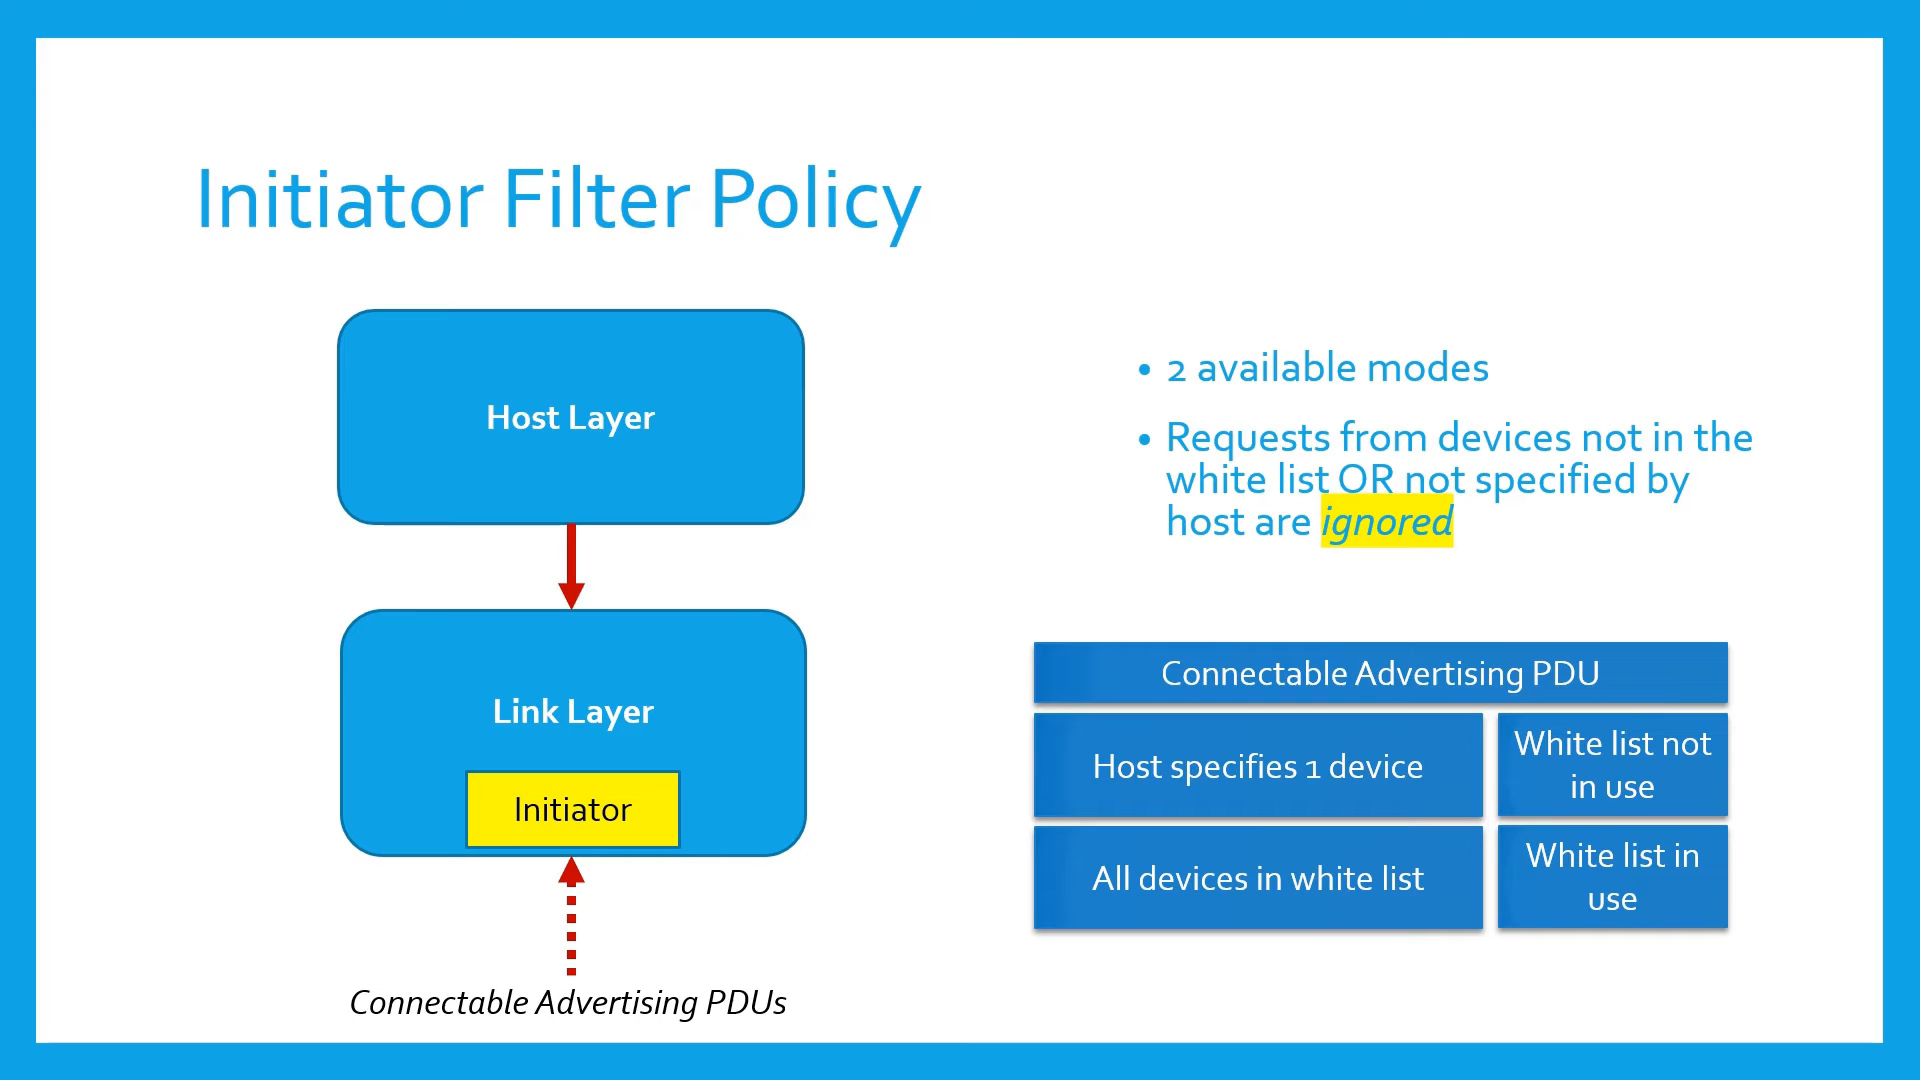 Initiator Filter Policy
Host Layer
Link Layer
Initiator
Connectable Advertising PDUs
• 2 available modes
• Requests from devices not in the
white list OR not specified by
host are ignored
Connectable Advertising PDU
Host specifies 1 device
White list not
in use
All devices in white list
White list in
use